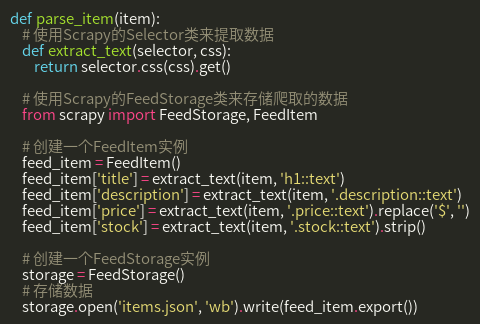 def parse_item(item):
# 使用Scrapy的Selector类来提取数据
def extract_text(selector, css):
return selector.css(css).get()
# 使用Scrapy的FeedStorage类来存储爬取的数据
from scrapy import FeedStorage, FeedItem
# 创建一个FeedItem实例
feed_item = FeedItem()
feed_item['title'] = extract_text(item, 'h1::text')
feed_item['description'] = extract_text(item, '.description::text')
feed_item['price'] = extract_text(item, '.price::text').replace('$', '')
feed_item['stock'] = extract_text(item, '.stock::text').strip()
# 创建一个FeedStorage实例
storage = FeedStorage()
# 存储数据
storage.open('items.json', 'wb').write(feed_item.export())